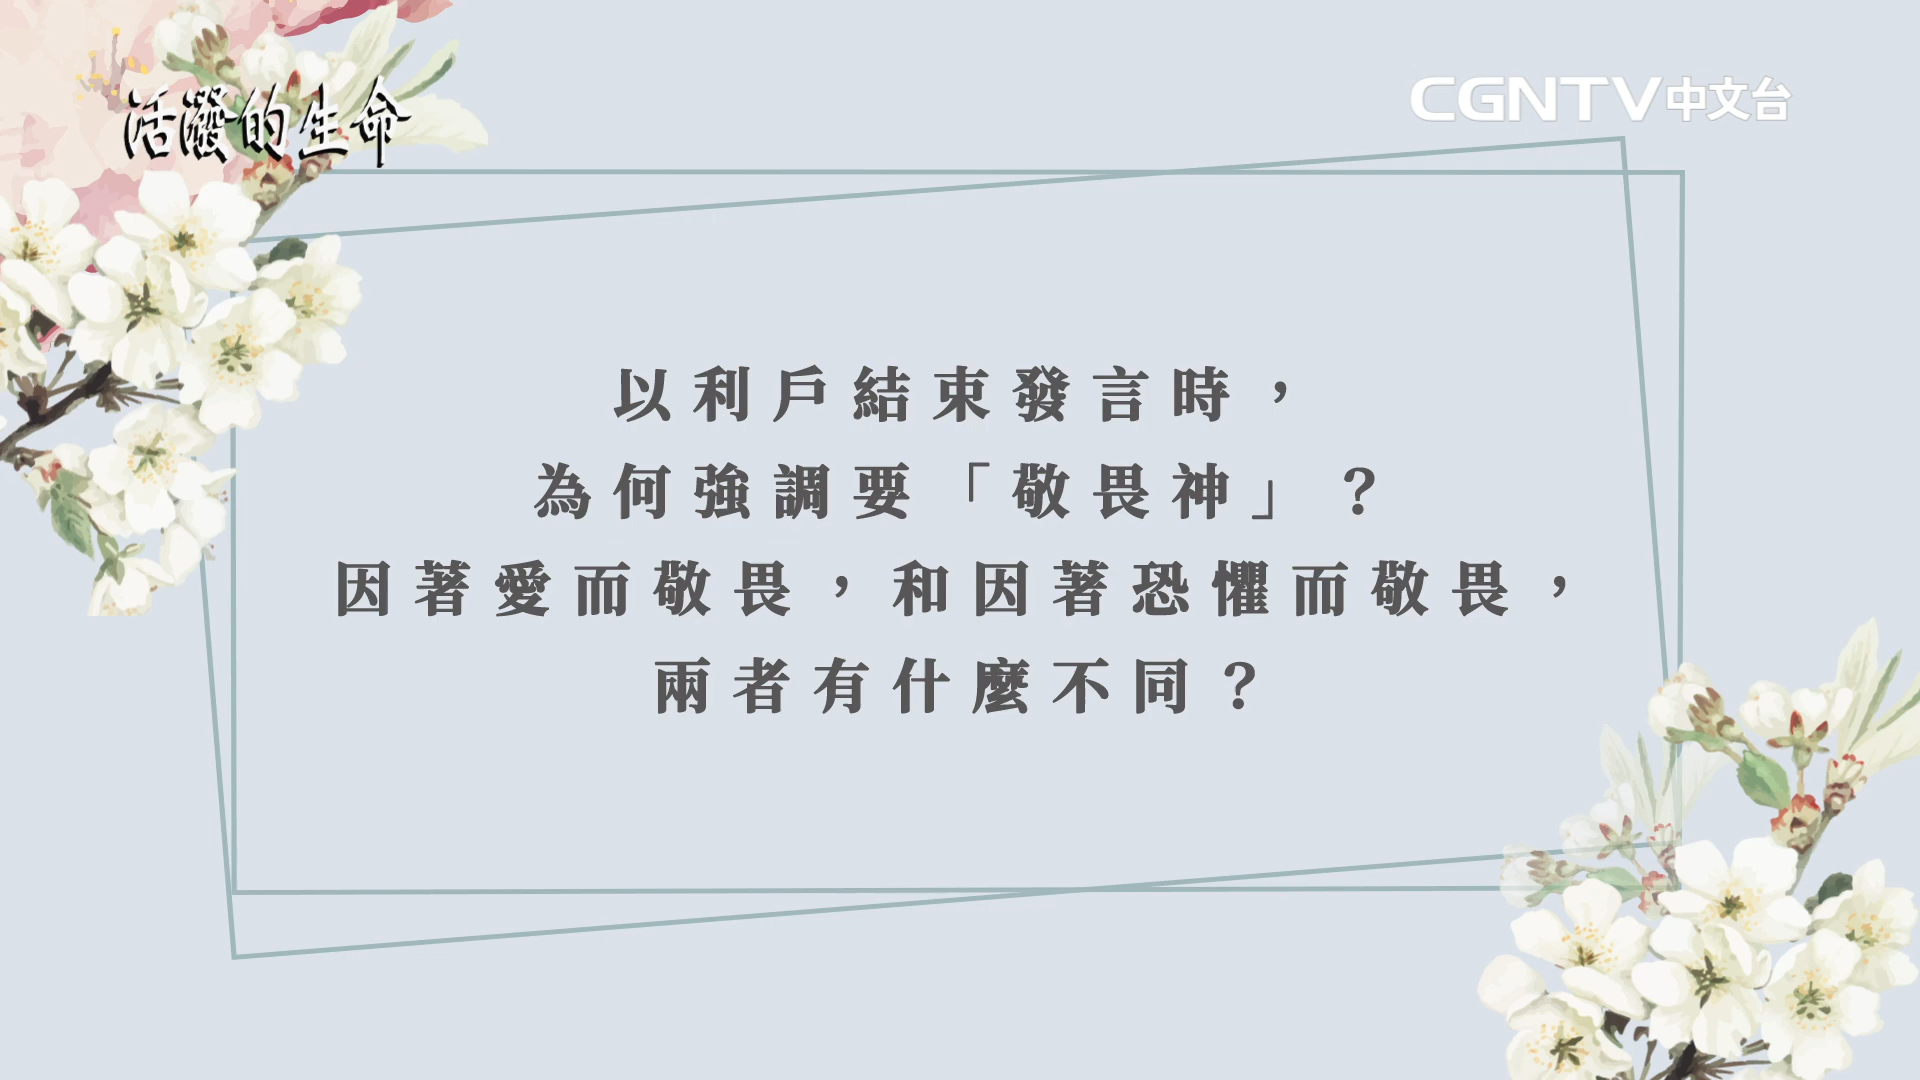 活潑的生命
CGNTV中文台
以利戶結束發言時，
為何強調要「敬畏神」？
因著愛而敬畏，和因著恐懼而敬畏，
兩者有什麼不同？